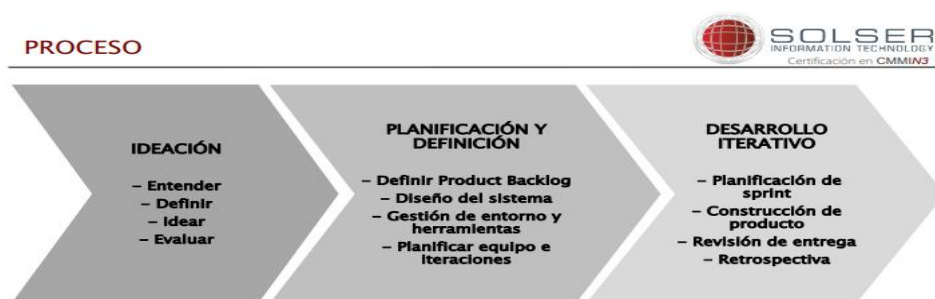 PROCESO
SOLSER
INFORMATION TECHNOLOGY
Certificación en CMMIN3
IDEACIÓN
– Entender
– Definir
– Idear
– Evaluar
PLANIFICACIÓN Y
DEFINICIÓN
– Definir Product Backlog
– Diseño del sistema
– Gestión de entorno y
herramientas
– Planificar equipo e
iteraciones
DESARROLLO
ITERATIVO
– Planificación de
sprint
– Construcción de
producto
– Revisión de entrega
– Retrospectiva